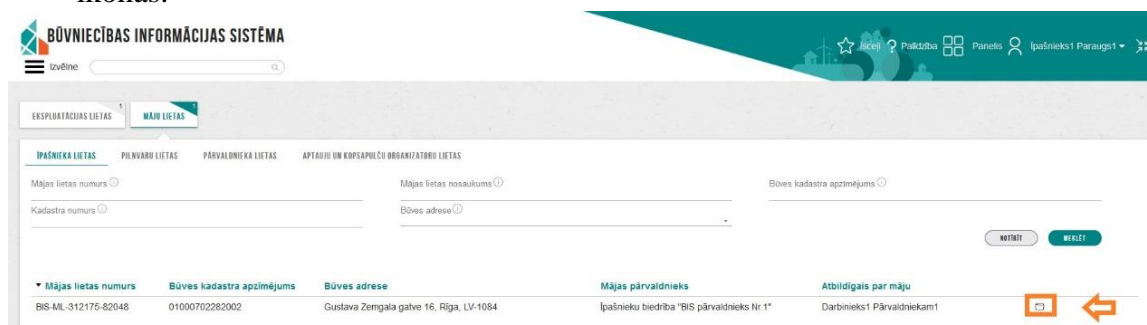 ikonas.
BŪVNIECĪBAS INFORMĀCIJAS SISTĒMA
Izvēlne
Īsceļi ? Palīdzība Panelis Īpašnieks1 Paraugs1
EKSPLUATĀCIJAS LIETAS 1 MĀJU LIETAS 1
ĪPAŠNIEKA LIETAS PILNVARU LIETAS PĀRVALDNIEKA LIETAS APTAUJU UN KOPSAPULČU ORGANIZATORU LIETAS
Mājas lietas numurs Mājas lietas nosaukums Būves kadastra apzīmējums
Kadastra numurs Būves adrese
NOTĪRĪT MEKLĒT
Mājas lietas numurs Būves kadastra apzīmējums Būves adrese Mājas pārvaldnieks Atbildīgais par māju
BIS-ML-312175-82048 01000702282002 Gustava Zemgala gatve 16, Rīga, LV-1084 Īpašnieku biedrība "BIS pārvaldnieks Nr.1" Darbinieks1 Pārvaldniekam1